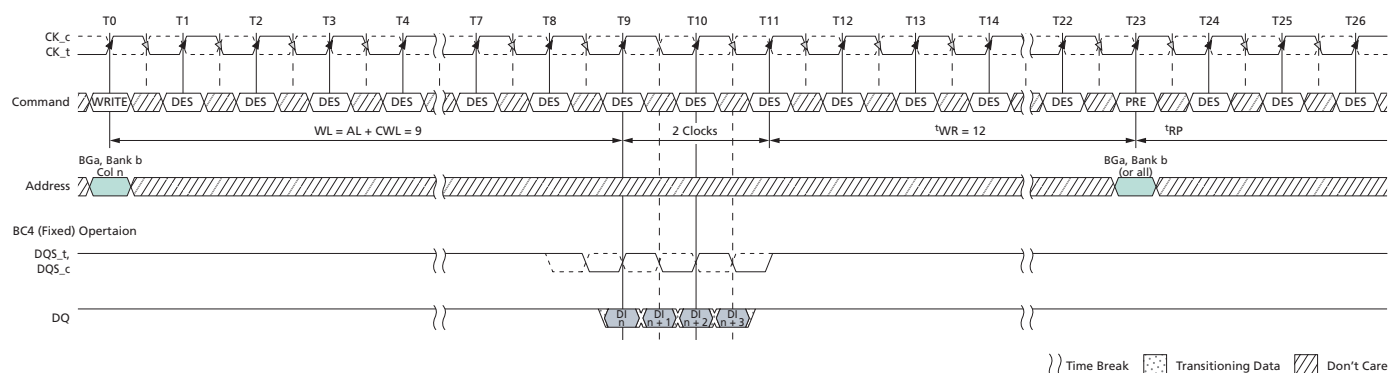 T0 T1 T2 T3 T4 T7 T8 T9 T10 T11 T12 T13 T14 T22 T23 T24 T25 T26
CK_c
CK_t
Command WRITE DES DES DES DES DES DES DES DES DES DES DES DES DES PRE DES DES DES
WL = AL + CWL = 9 2 Clocks tWR = 12 tRP
BGa, Bank b
Col n
BGa, Bank b
(or all)
Address
BC4 (Fixed) Opertaion
DQS_t,
DQS_c
DQ
DI
n
DI
n + 1
DI
n + 2
DI
n + 3
Time Break Transitioning Data Don't Care